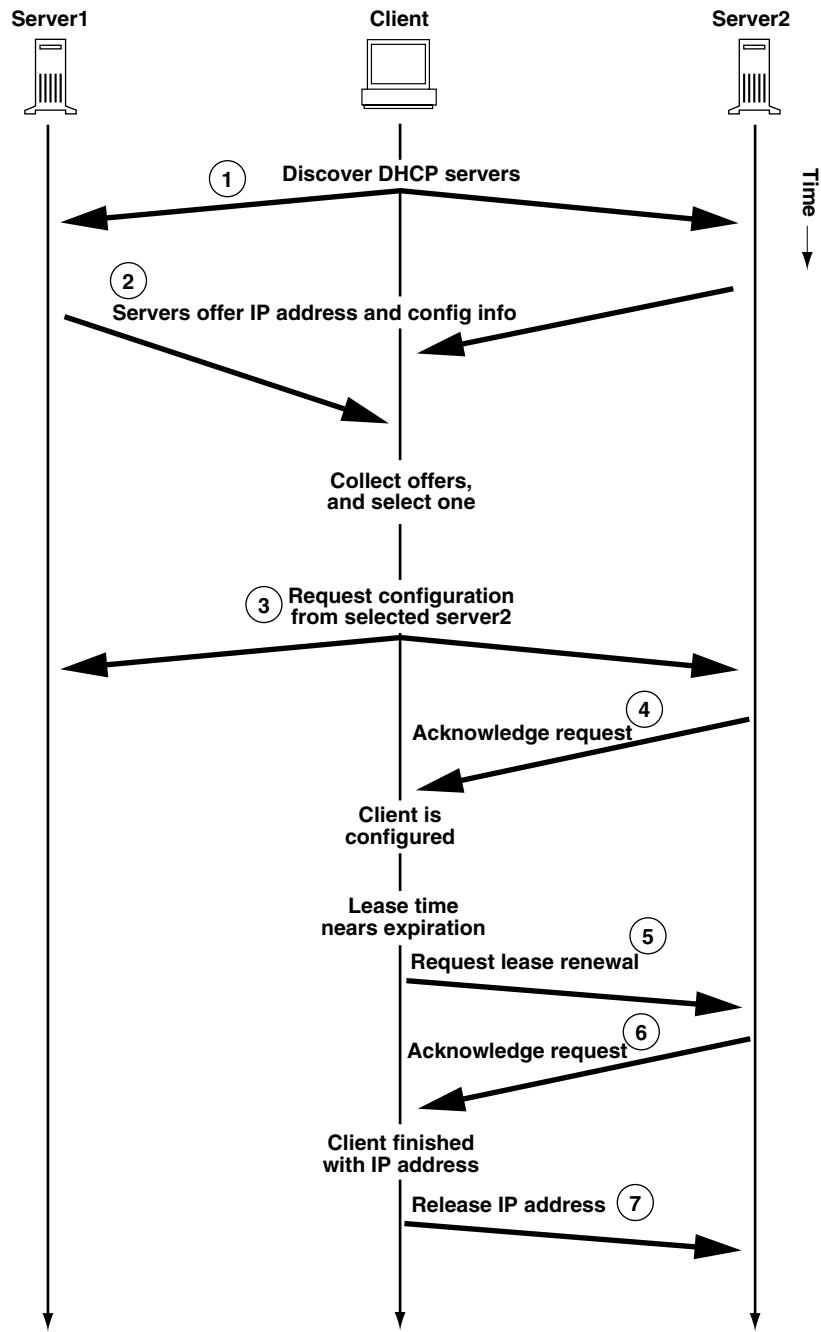 Server1
Client
Server2
Time
1
Discover DHCP servers
2
Servers offer IP address and config info
Collect offers,
and select one
3
Request configuration
from selected server2
4
Acknowledge request
Client is
configured
Lease time
nears expiration
5
Request lease renewal
6
Acknowledge request
Client finished
with IP address
Release IP address
7